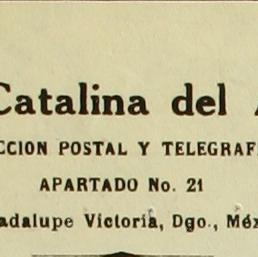 Catalina del
CCION POSTAL Y TELEGRAF
APARTADO No. 21
adalupe Victoria, Dgo., Méx